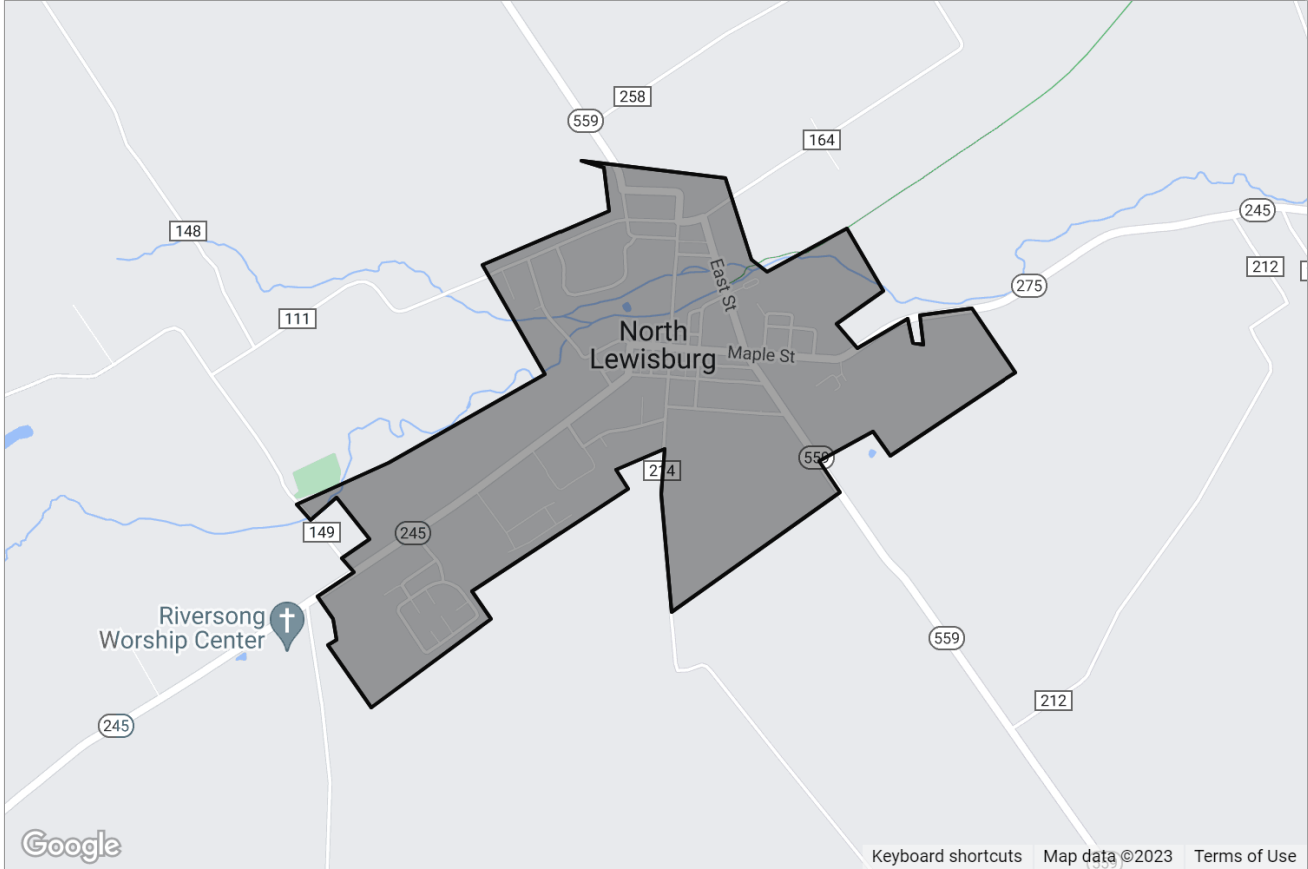 258
559
164
148
245
212
275
111
East St
North
Lewisburg
Maple St
559
214
149
245
Riversong
Worship Center
559
212
245
Google
Keyboard shortcuts
Map data ©2023
Terms of Use
559